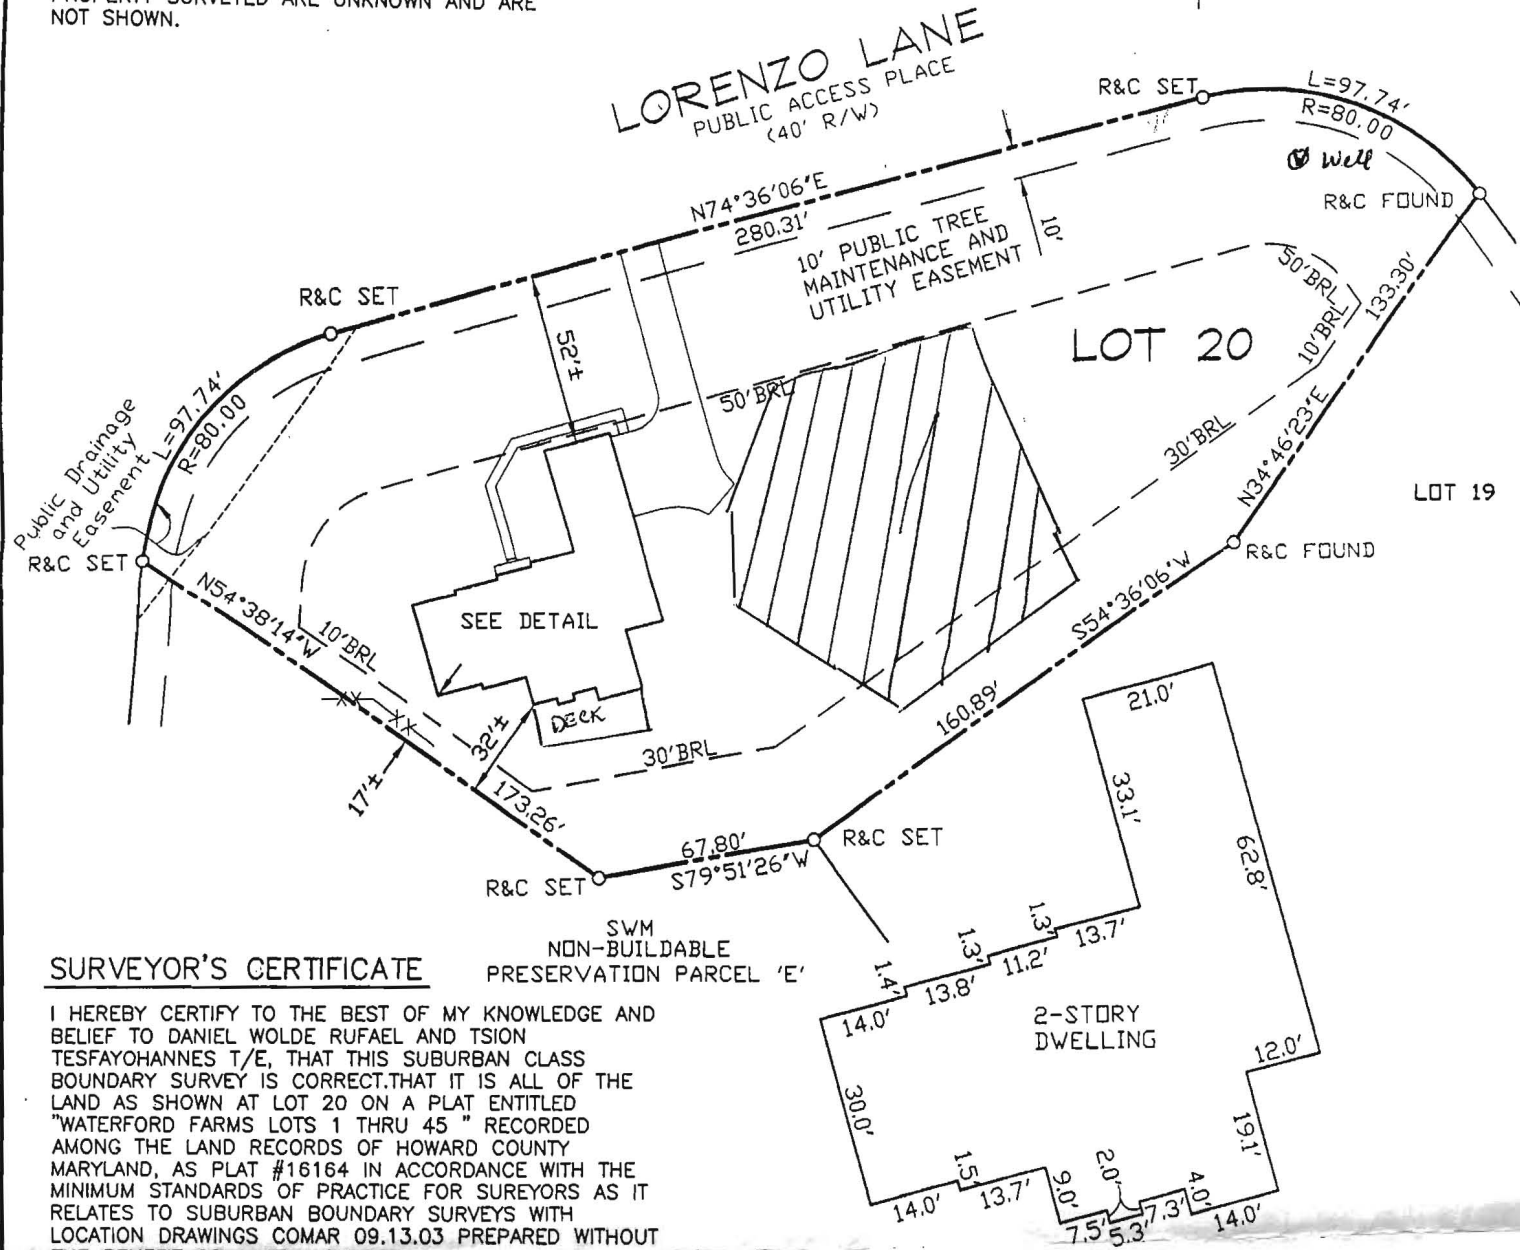 PROPERTY SURVEYED ARE UNKNOWN AND ARE
NOT SHOWN.
LORENZO LANE
PUBLIC ACCESS PLACE
(40' R/W)
R&C SET
L=97.74'
R=80.00
Well
R&C FOUND
N74°36'06"E
280.31'
10' PUBLIC TREE
MAINTENANCE AND
UTILITY EASEMENT
10'
R&C SET
52'±
50'BRL
50'BRL
10'BRL
133.30'
N34°46'23"E
LOT 20
30'BRL
LOT 19
L=97.74'
R=80.00
Public Drainage
and Utility
Easement
R&C SET
N54°38'14"W
10'BRL
SEE DETAIL
DECK
32'±
17'±
173.26'
30'BRL
R&C FOUND
S54°36'06"W
160.89'
R&C SET
67.80'
S79°51'26"W
R&C SET
SWM
NON-BUILDABLE
PRESERVATION PARCEL 'E'
21.0'
33.1'
62.8'
1.3'
13.7'
1.3'
11.2'
1.4'
13.8'
14.0'
2-STORY
DWELLING
12.0'
30.0'
19.1'
1.5'
14.0'
13.7'
9.0'
2.0'
7.5'
5.3'
7.3'
4.0'
14.0'
SURVEYOR'S CERTIFICATE
I HEREBY CERTIFY TO THE BEST OF MY KNOWLEDGE AND
BELIEF TO DANIEL WOLDE RUFAEL AND TSION
TESFAYOHANNES T/E, THAT THIS SUBURBAN CLASS
BOUNDARY SURVEY IS CORRECT.THAT IT IS ALL OF THE
LAND AS SHOWN AT LOT 20 ON A PLAT ENTITLED
"WATERFORD FARMS LOTS 1 THRU 45 " RECORDED
AMONG THE LAND RECORDS OF HOWARD COUNTY
MARYLAND, AS PLAT #16164 IN ACCORDANCE WITH THE
MINIMUM STANDARDS OF PRACTICE FOR SUREYORS AS IT
RELATES TO SUBURBAN BOUNDARY SURVEYS WITH
LOCATION DRAWINGS COMAR 09.13.03 PREPARED WITHOUT